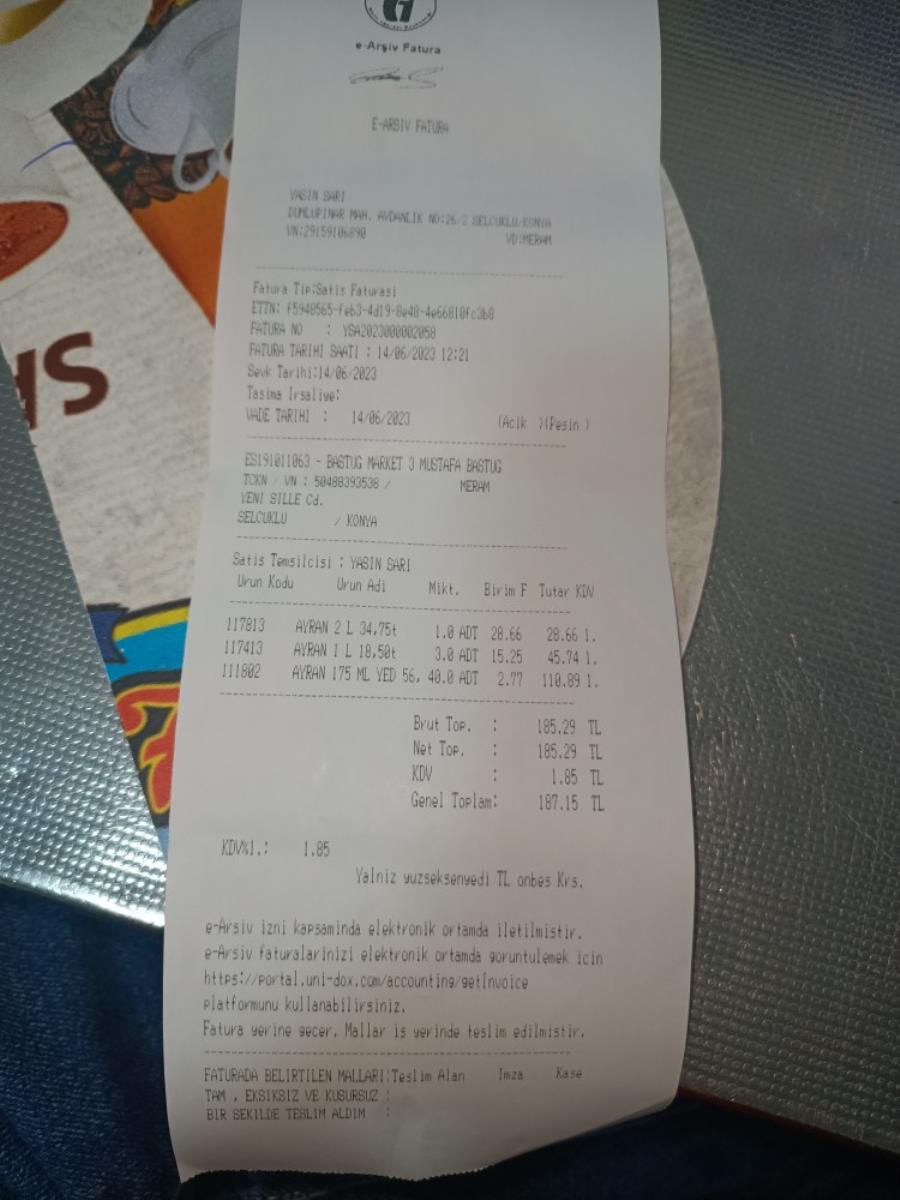 e-Arşiv Fatura
E-ARSIV FATURA
YASIN SARI
DUMLUPINAR MAH. AVDANLIK NO:26/2 SELCUKLU/KONYA
VN:29159106890 VD:MERAM
Fatura Tip:Satis Faturasi
ETTN: f5948565-feb3-4d19-8e48-4e66810fc3b8
FATURA NO : YSA2023000002058
FATURA TARIHI SAATI : 14/06/2023 12:21
Sevk Tarihi:14/06/2023
Tasima Irsaliye:
VADE TARIHI : 14/06/2023 (Acik )(Pesin )
ES191011063 - BASTUG MARKET 3 MUSTAFA BASTUG
TCKN / VN : 50488393538 / MERAM
YENI SILLE Cd.
SELCUKLU / KONYA
Satis Temsilcisi : YASIN SARI
Urun Kodu Urun Adi Mikt. Birim F Tutar KDV
117813 AYRAN 2 L 34,75t 1.0 ADT 28.66 28.66 1.
117413 AYRAN 1 L 18,50t 3.0 ADT 15.25 45.74 1.
111802 AYRAN 175 ML YED 56, 40.0 ADT 2.77 110.89 1.
Brut Top. : 185.29 TL
Net Top. : 185.29 TL
KDV : 1.85 TL
Genel Toplam: 187.15 TL
KDV%1.: 1.85
Yalniz yuzseksenyedi TL onbes Krs.
e-Arsiv izni kapsaminda elektronik ortamda iletilmistir.
e-Arsiv faturalarinizi elektronik ortamda goruntulemek icin
https://portal.uni-dox.com/accounting/getInvoice
platformunu kullanabilirsiniz.
Fatura yerine gecer. Mallar is yerinde teslim edilmistir.
FATURADA BELIRTILEN MALLARI:Teslim Alan Imza Kase
TAM , EKSIKSIZ VE KUSURSUZ :
BIR SEKILDE TESLIM ALDIM :